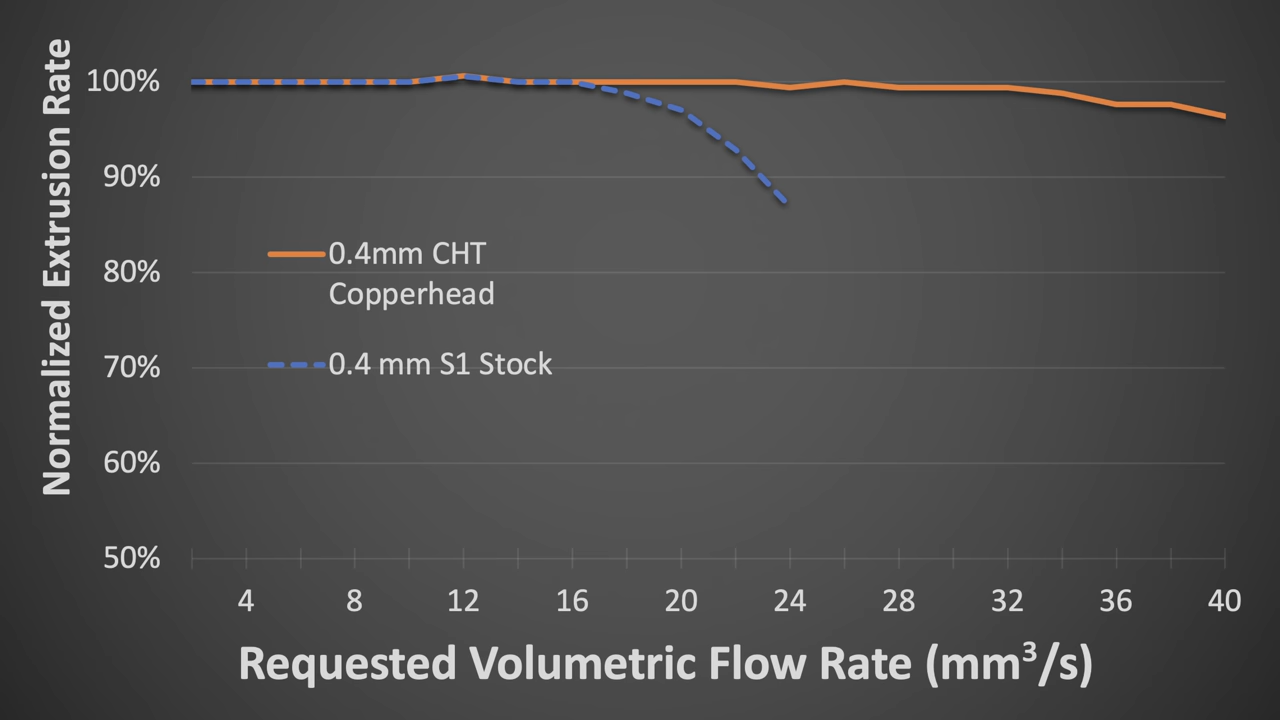 Normalized Extrusion Rate
100%
90%
80%
70%
60%
50%
0.4mm CHT
Copperhead
0.4 mm S1 Stock
4 8 12 16 20 24 28 32 36 40
Requested Volumetric Flow Rate (mm³/s)